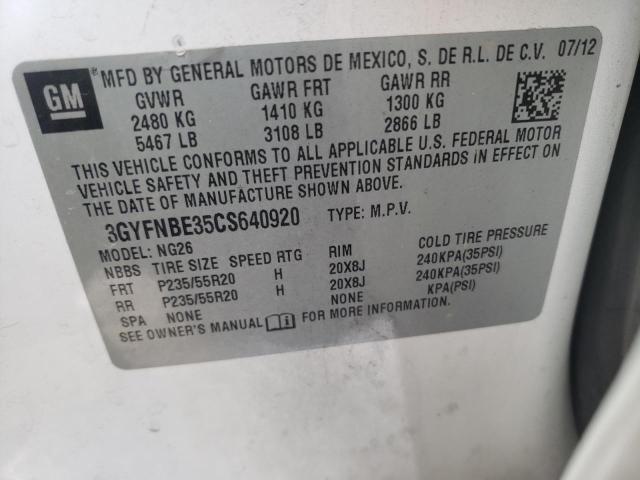 GM
® MFD BY GENERAL MOTORS DE MEXICO, S. DE R.L. DE C.V. 07/12
GVWR GAWR FRT GAWR RR
2480 KG 1410 KG 1300 KG
5467 LB 3108 LB 2866 LB
THIS VEHICLE CONFORMS TO ALL APPLICABLE U.S. FEDERAL MOTOR
VEHICLE SAFETY AND THEFT PREVENTION STANDARDS IN EFFECT ON
THE DATE OF MANUFACTURE SHOWN ABOVE.
3GYFNBE35CS640920 TYPE: M.P.V.
MODEL: NG26
NBBS TIRE SIZE SPEED RTG RIM COLD TIRE PRESSURE
FRT P235/55R20 H 20X8J 240KPA(35PSI)
RR P235/55R20 H 20X8J 240KPA(35PSI)
SPA NONE NONE KPA(PSI)
SEE OWNER'S MANUAL FOR MORE INFORMATION.